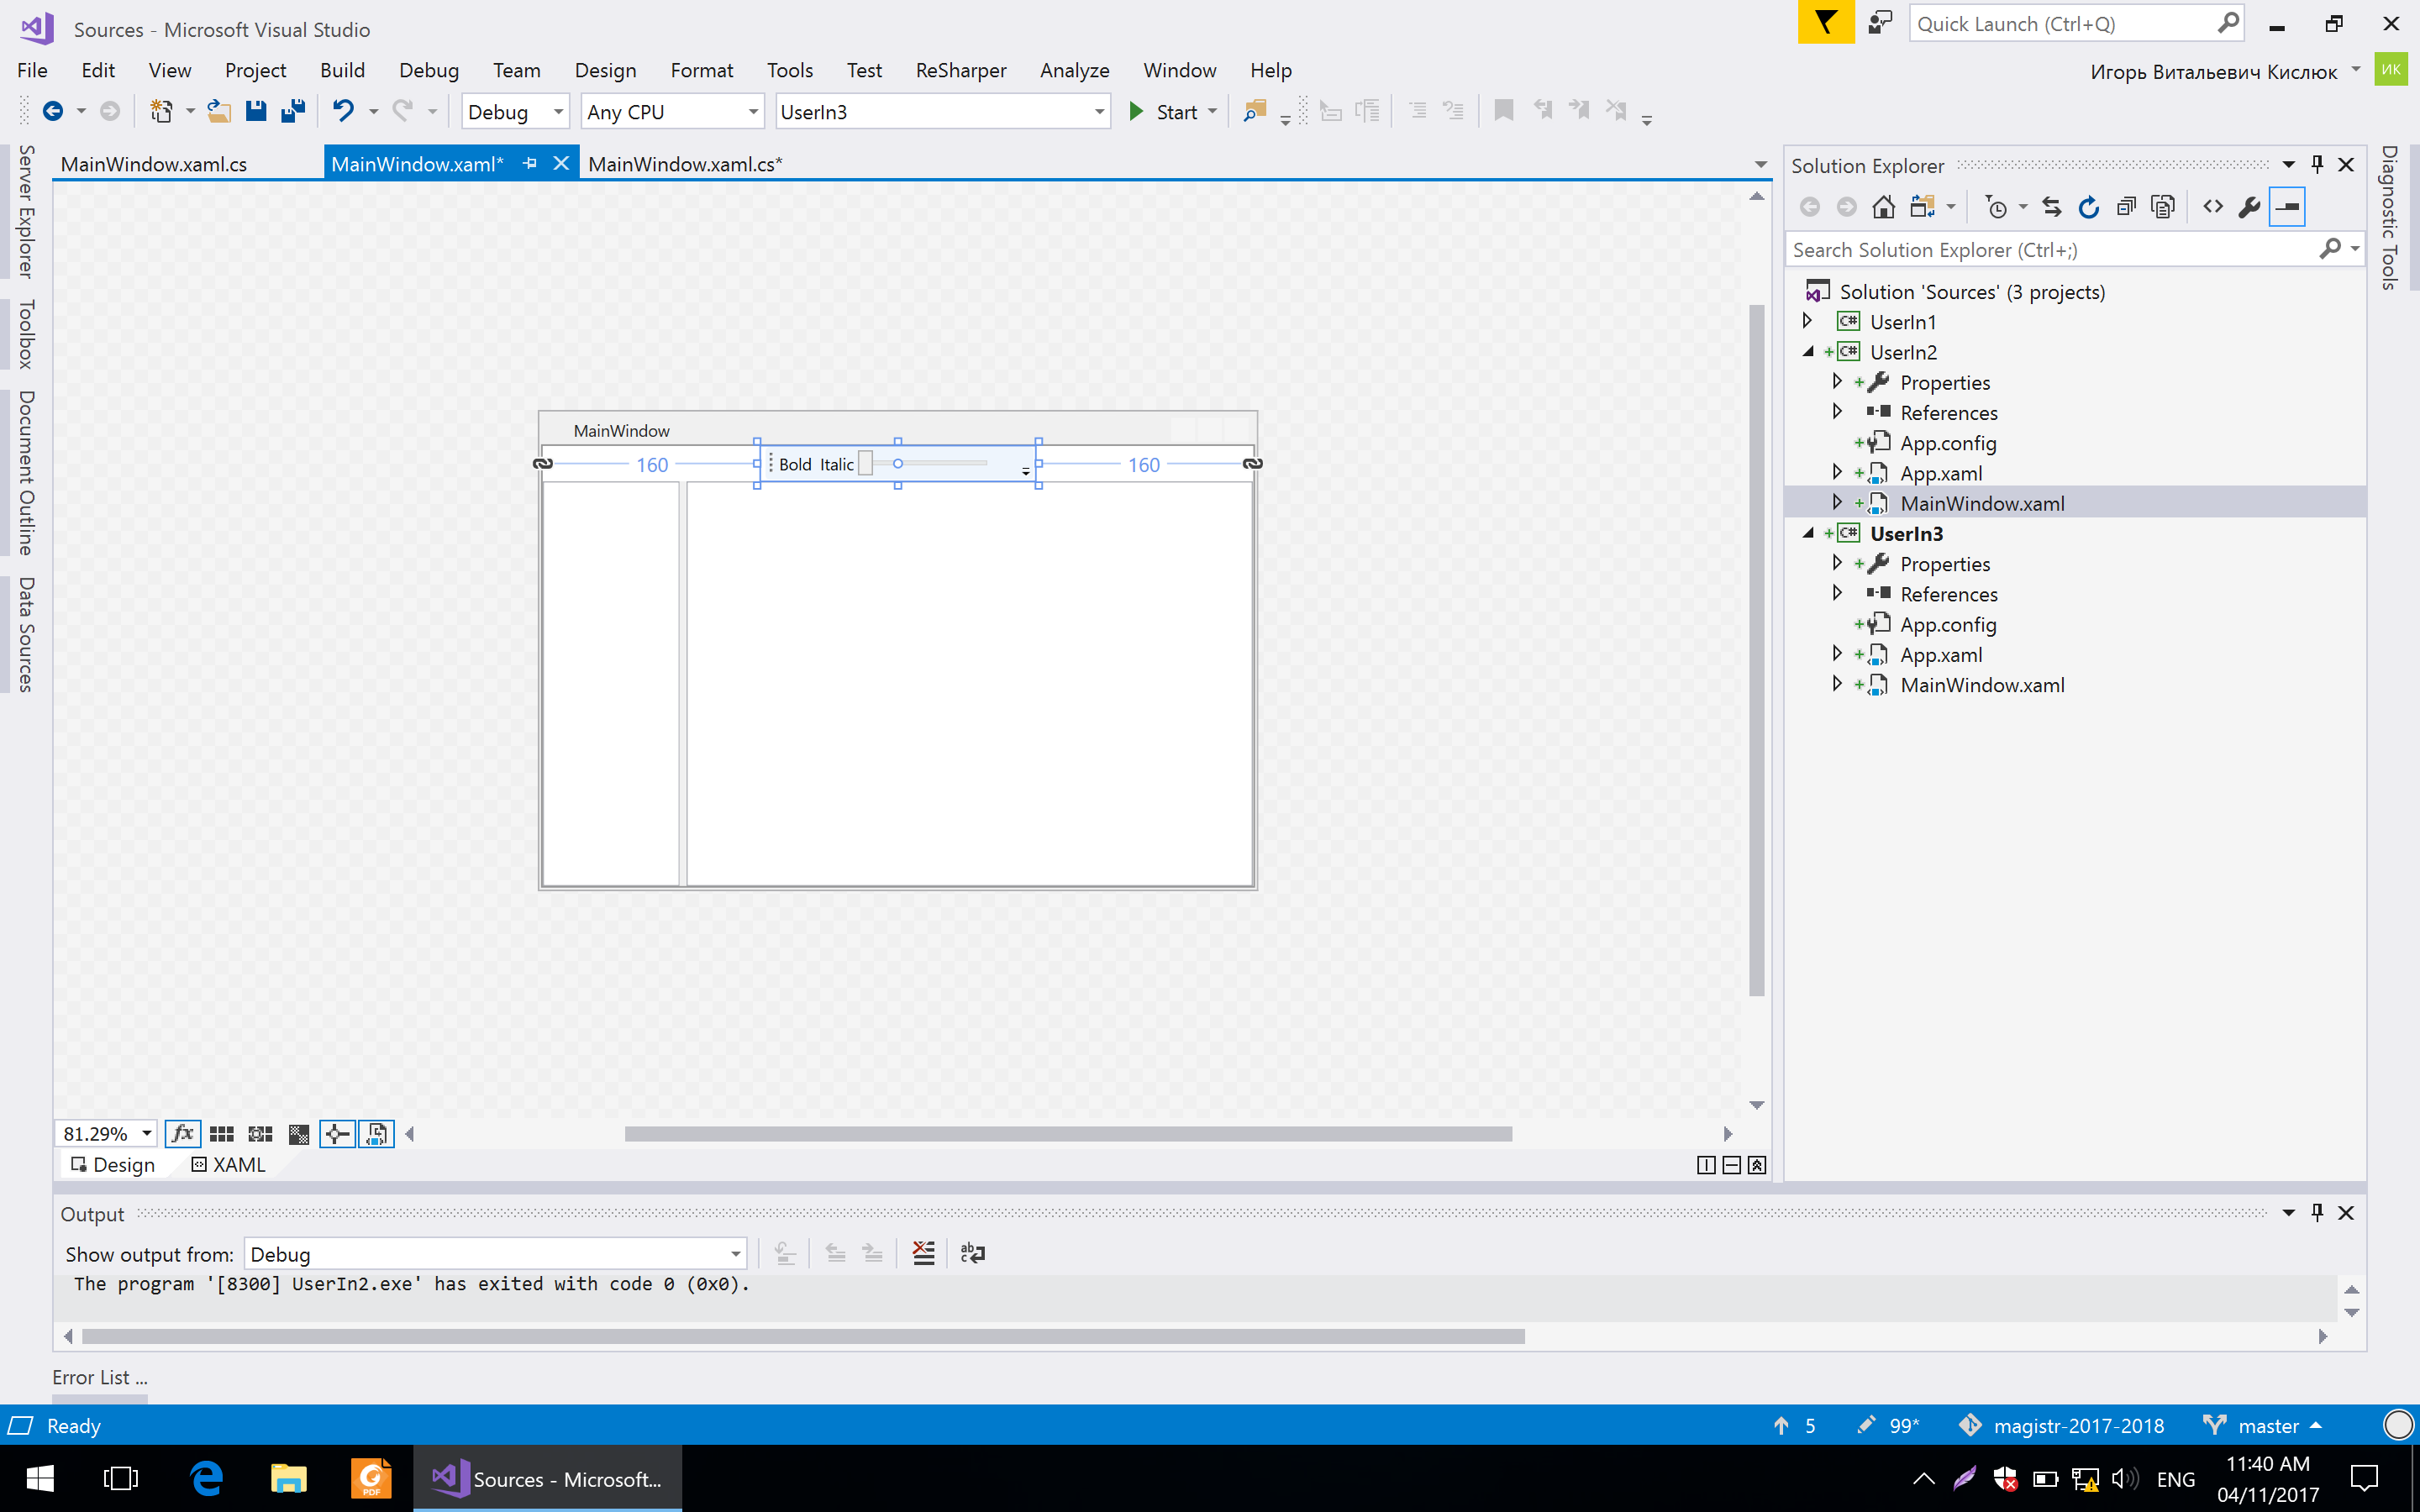 Sources - Microsoft Visual Studio
Quick Launch (Ctrl+Q)
File Edit View Project Build Debug Team Design Format Tools Test ReSharper Analyze Window Help
Игорь Витальевич Кислюк
ИК
Debug
Any CPU
UserIn3
Start
Server Explorer
Toolbox
Document Outline
Data Sources
MainWindow.xaml.cs
MainWindow.xaml*
MainWindow.xaml.cs*
MainWindow
160
Bold Italic
160
81.29%
fx
Design
XAML
Solution Explorer
Search Solution Explorer (Ctrl+;)
Solution 'Sources' (3 projects)
C# UserIn1
C# UserIn2
Properties
References
App.config
App.xaml
MainWindow.xaml
C# UserIn3
Properties
References
App.config
App.xaml
MainWindow.xaml
Diagnostic Tools
Output
Show output from: Debug
The program '[8300] UserIn2.exe' has exited with code 0 (0x0).
Error List ...
Ready
5
99*
magistr-2017-2018
master
PDF
Sources - Microsoft...
ENG
11:40 AM
04/11/2017